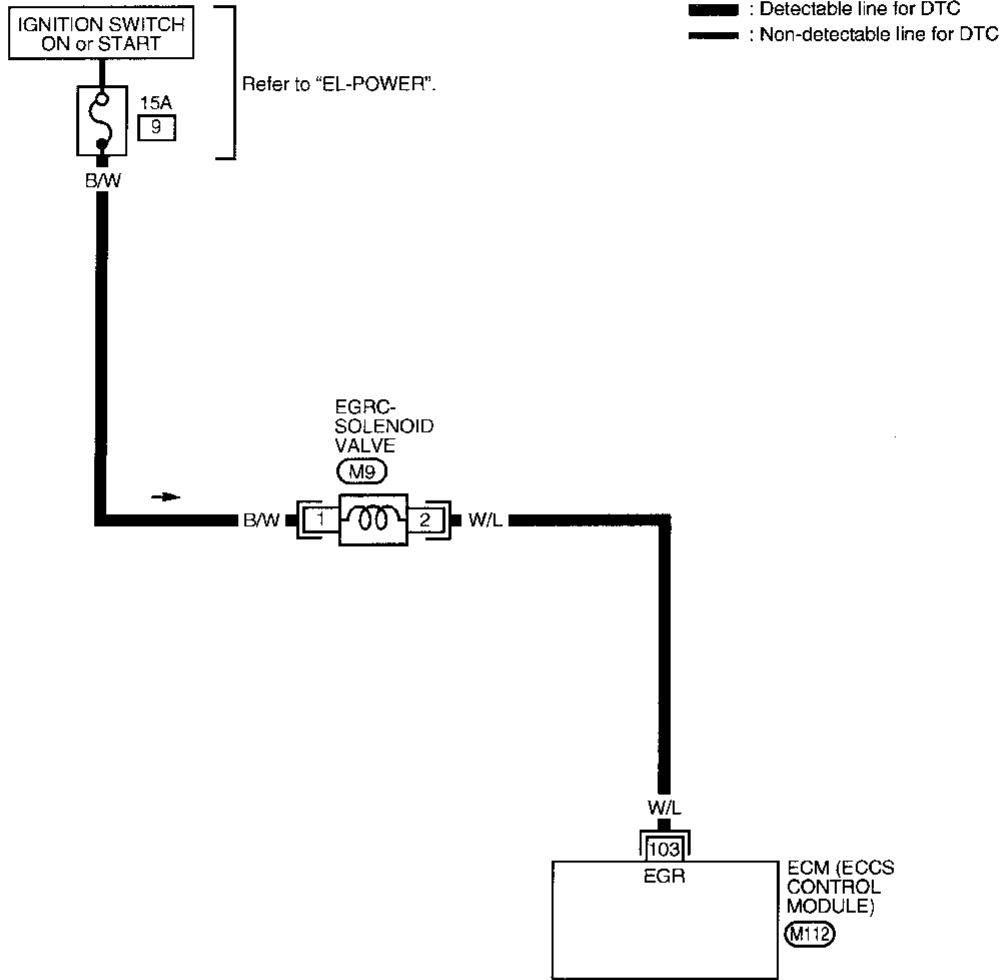 IGNITION SWITCH
ON or START
15A
9
Refer to "EL-POWER".
: Detectable line for DTC
: Non-detectable line for DTC
B/W
EGRC-
SOLENOID
VALVE
M9
B/W
1
2
W/L
W/L
103
EGR
ECM (ECCS
CONTROL
MODULE)
M112